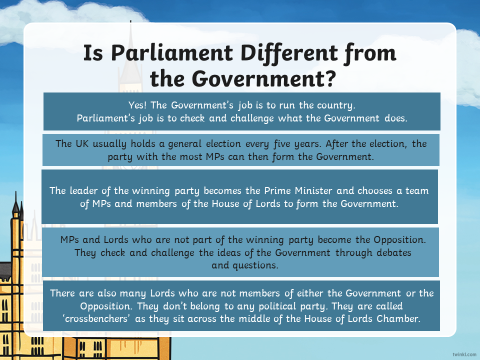 Is Parliament Different from
the Government?
Yes! The Government's job is to run the country.
Parliament's job is to check and challenge what the Government does.
The UK usually holds a general election every five years. After the election, the
party with the most MPs can then form the Government.
The leader of the winning party becomes the Prime Minister and chooses a team
of MPs and members of the House of Lords to form the Government.
MPs and Lords who are not part of the winning party become the Opposition.
They check and challenge the ideas of the Government through debates
and questions.
There are also many Lords who are not members of either the Government or the
Opposition. They don't belong to any political party. They are called
'crossbenchers' as they sit across the middle of the House of Lords Chamber.
twinkl.com